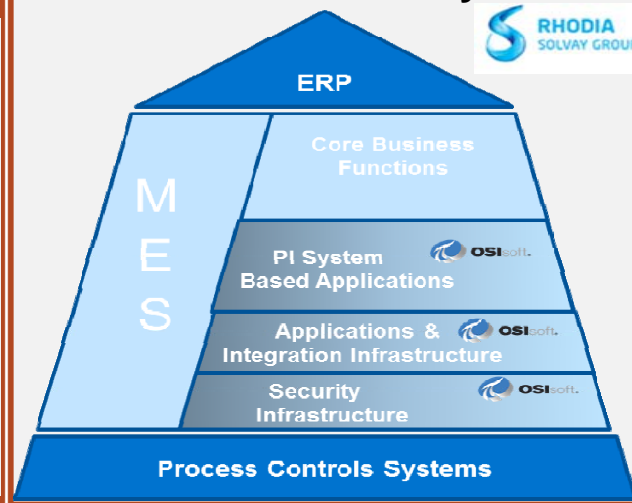 RHODIA
SOLVAY GROUP
ERP
Core Business
Functions
M
E
S
PI System
OSIsoft.
Based Applications
Applications &
OSIsoft.
Integration Infrastructure
Security
OSIsoft.
Infrastructure
Process Controls Systems